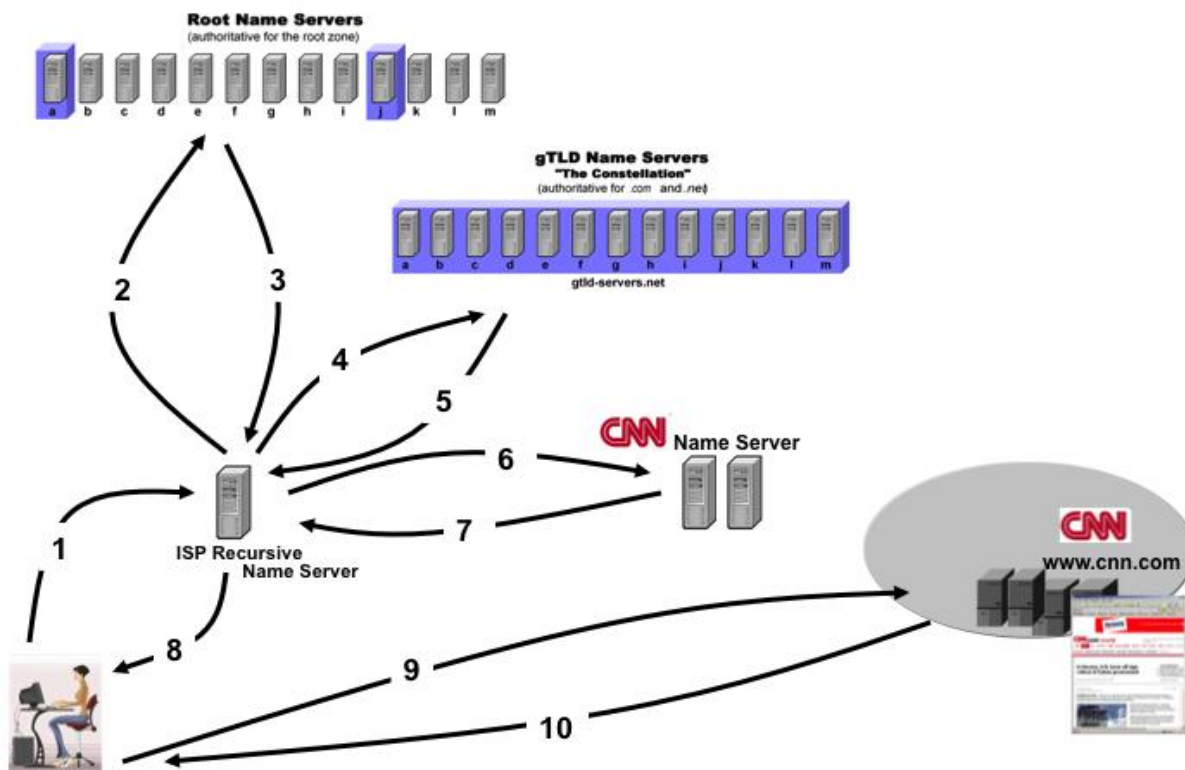 Root Name Servers
(authoritative for the root zone)
a b c d e f g h i j k l m
gTLD Name Servers
"The Constellation"
(authoritative for .com and .net)
a b c d e f g h i j k l m
gtld-servers.net
2
3
4
5
CNN Name Server
6
1
7
ISP Recursive
Name Server
CNN
www.cnn.com
8
9
10